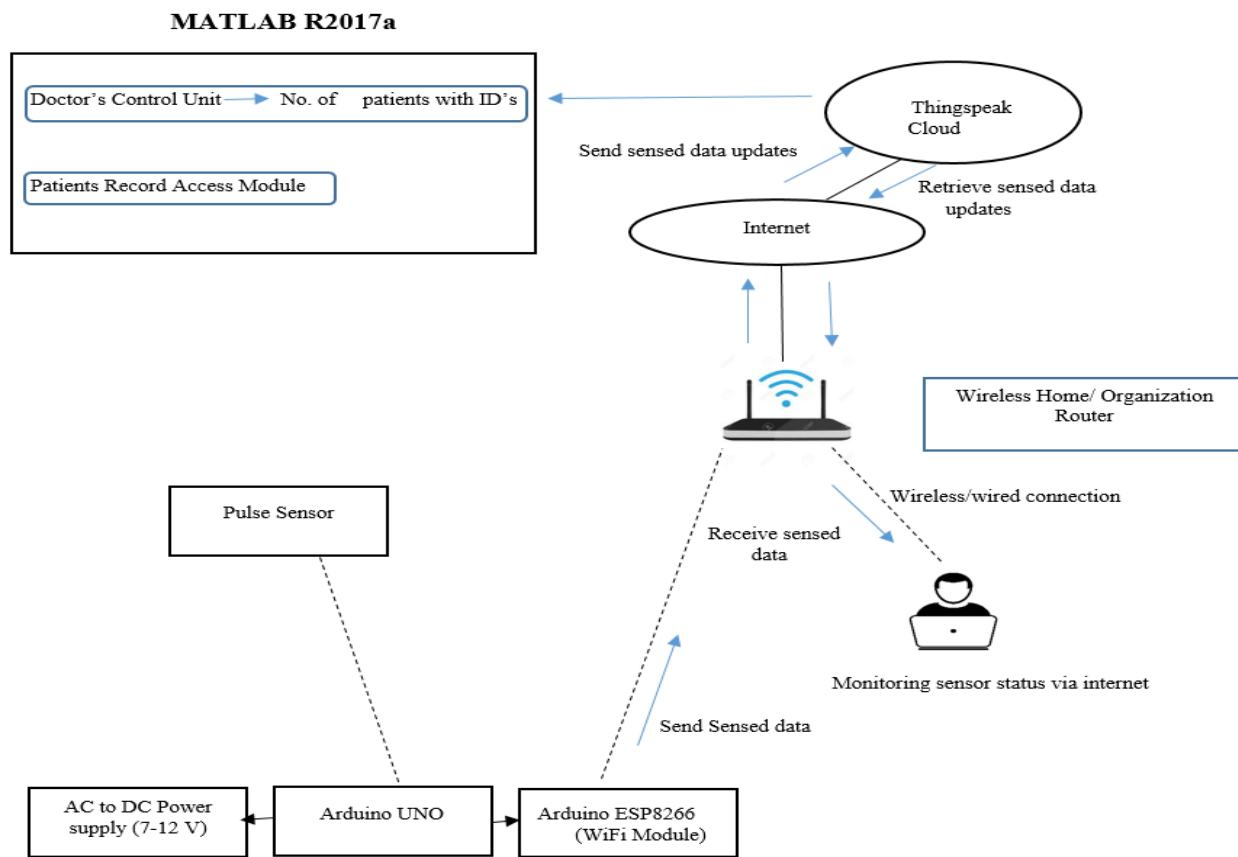 MATLAB R2017a
Doctor's Control Unit No. of patients with ID's
Patients Record Access Module
Thingspeak
Cloud
Send sensed data updates
Retrieve sensed data
updates
Internet
Wireless Home/ Organization
Router
Wireless/wired connection
Pulse Sensor
Receive sensed
data
Monitoring sensor status via internet
Send Sensed data
AC to DC Power
supply (7-12 V)
Arduino UNO
Arduino ESP8266
(WiFi Module)